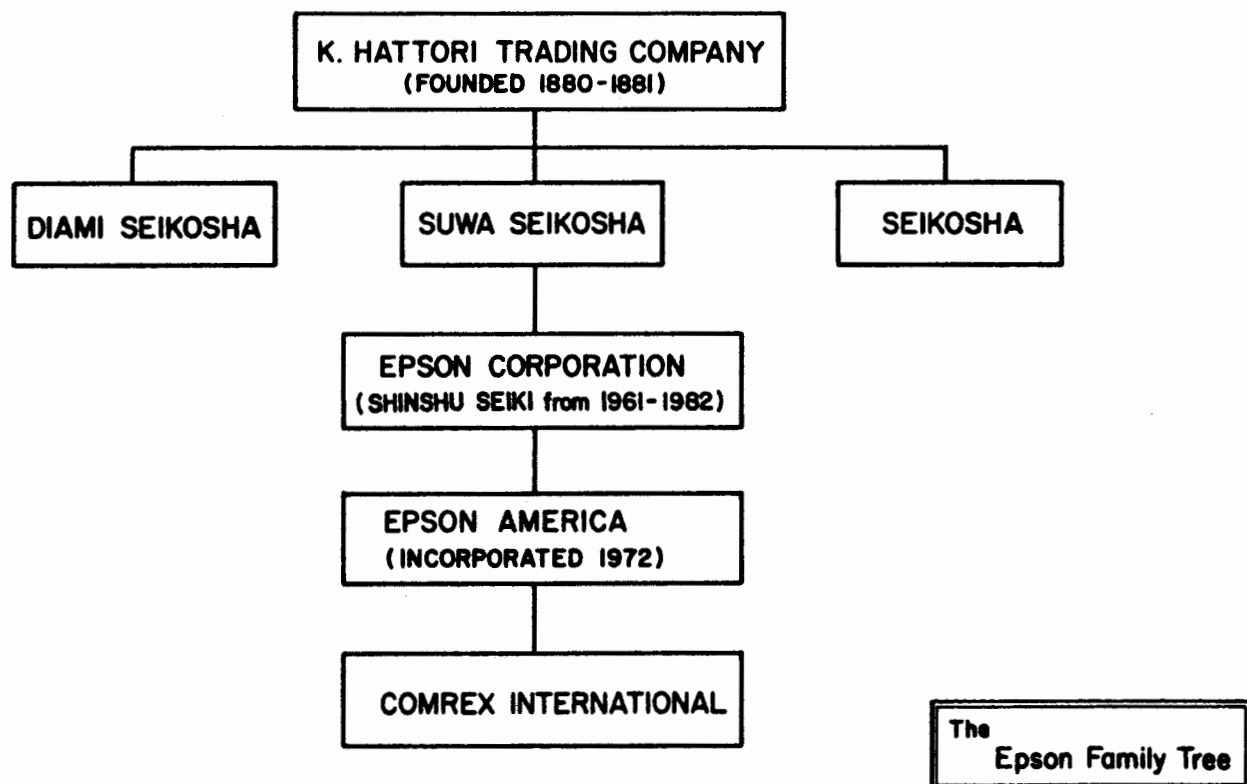 K. HATTORI TRADING COMPANY
(FOUNDED 1880-1881)
DIAMI SEIKOSHA
SUWA SEIKOSHA
SEIKOSHA
EPSON CORPORATION
(SHINSHU SEIKI from 1961-1982)
EPSON AMERICA
(INCORPORATED 1972)
COMREX INTERNATIONAL
The
Epson Family Tree